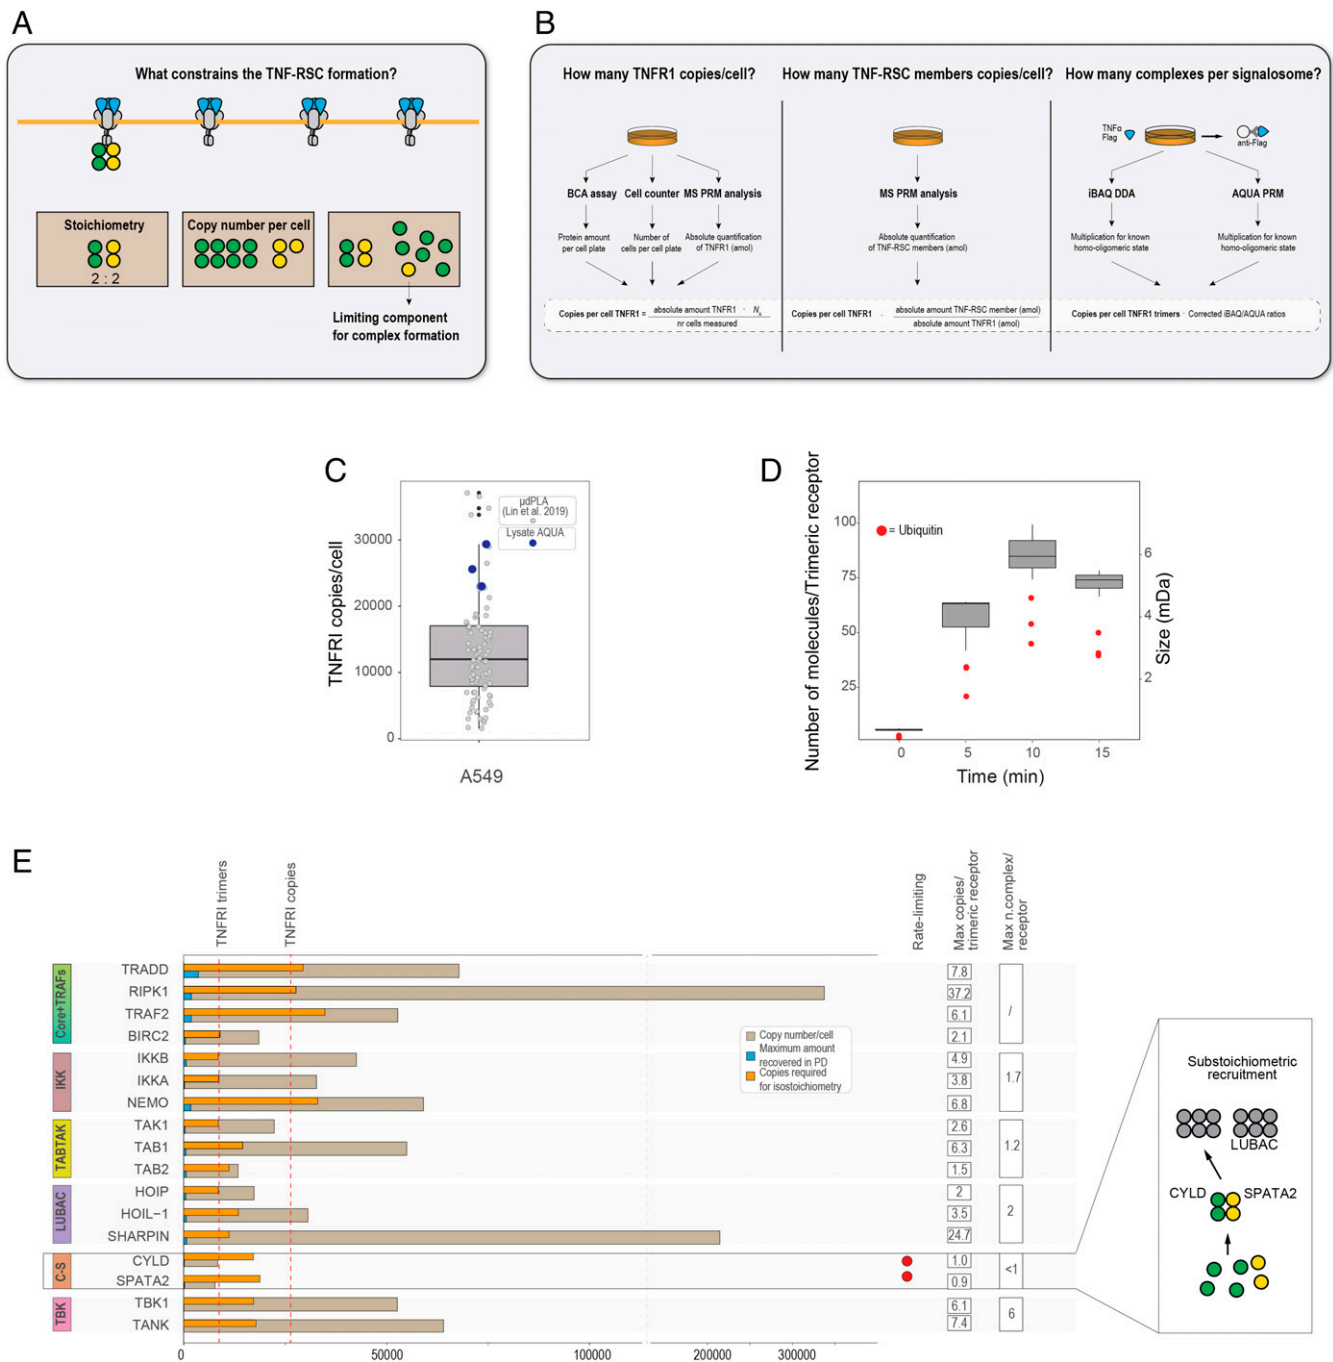 A
What constrains the TNF-RSC formation?
Stoichiometry
2 : 2
Copy number per cell
Limiting component
for complex formation
B
How many TNFR1 copies/cell?
BCA assay
Cell counter
MS PRM analysis
Protein amount
per cell plate
Number of
cells per cell plate
Absolute quantification
of TNFR1 (amol)
Copies per cell TNFR1 = absolute amount TNFR1 · Nₐ
nr cells measured
How many TNF-RSC members copies/cell?
MS PRM analysis
Absolute quantification
of TNF-RSC members (amol)
Copies per cell TNFR1 · absolute amount TNF-RSC member (amol)
absolute amount TNFR1 (amol)
How many complexes per signalosome?
TNFα
Flag
anti-Flag
iBAQ DDA
AQUA PRM
Multiplication for known
homo-oligomeric state
Multiplication for known
homo-oligomeric state
Copies per cell TNFR1 trimers · Corrected iBAQ/AQUA ratios
C
TNFRI copies/cell
30000
20000
10000
0
µdPLA
(Lin et al. 2019)
Lysate AQUA
A549
D
Number of molecules/Trimeric receptor
100
75
50
25
= Ubiquitin
6
4
2
Size (mDa)
0
5
10
15
Time (min)
E
TNFRI trimers
TNFRI copies
Rate-limiting
Max copies/
trimeric receptor
Max n.complex/
receptor
Core+TRAFs
TRADD
7.8
RIPK1
37.2
TRAF2
6.1
BIRC2
2.1
/
IKK
IKKB
4.9
IKKA
3.8
NEMO
6.8
1.7
TABTAK
TAK1
2.6
TAB1
6.3
TAB2
1.5
1.2
LUBAC
HOIP
2
HOIL-1
3.5
SHARPIN
24.7
2
C-S
CYLD
1.0
SPATA2
0.9
<1
TBK
TBK1
6.1
TANK
7.4
6
Copy number/cell
Maximum amount
recovered in PD
Copies required
for isostoichiometry
0
50000
100000
200000
300000
Substoichiometric
recruitment
LUBAC
CYLD
SPATA2